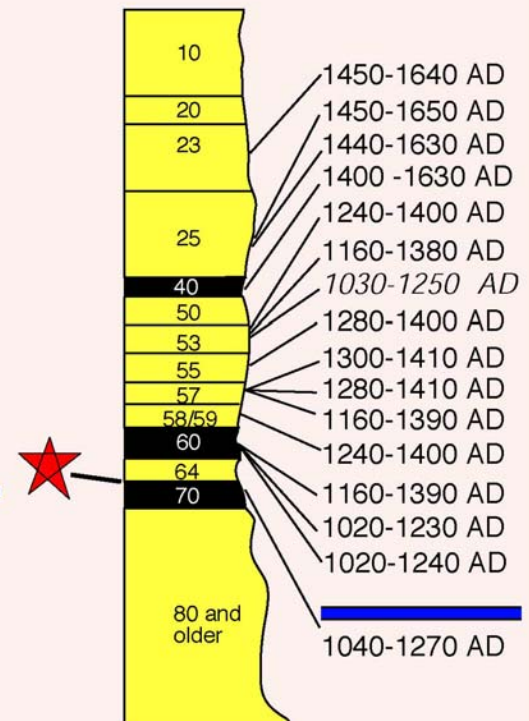 10
20
23
25
40
50
53
55
57
58/59
60
64
70
80 and
older
1450-1640 AD
1450-1650 AD
1440-1630 AD
1400 -1630 AD
1240-1400 AD
1160-1380 AD
1030-1250 AD
1280-1400 AD
1300-1410 AD
1280-1410 AD
1160-1390 AD
1240-1400 AD
1160-1390 AD
1020-1230 AD
1020-1240 AD
1040-1270 AD